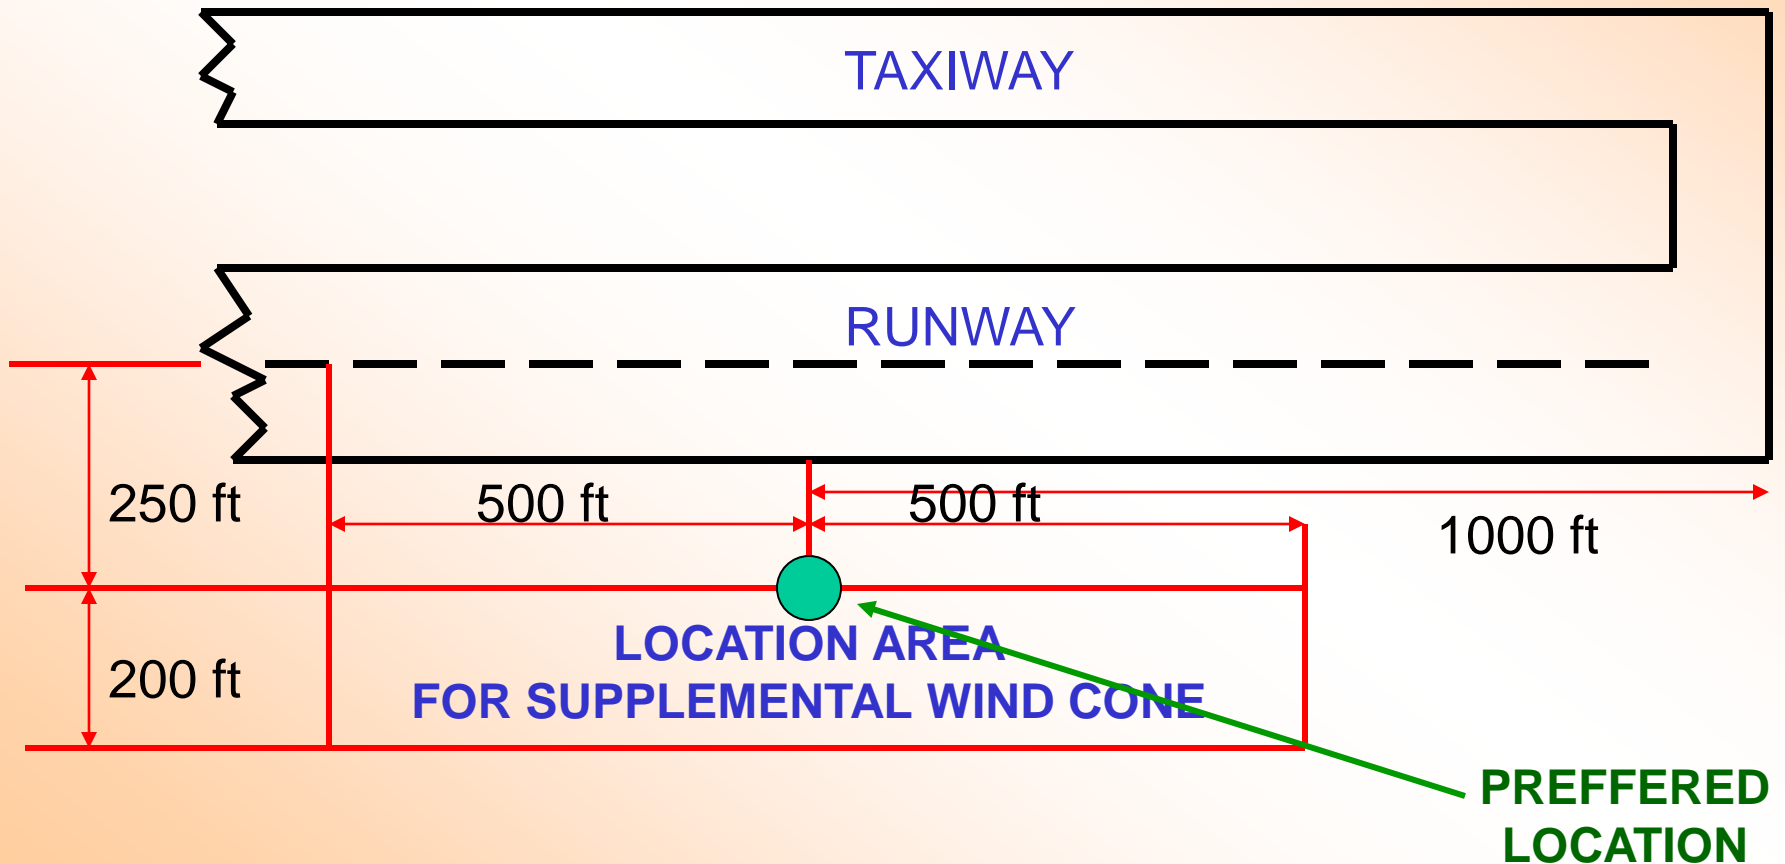 TAXIWAY
RUNWAY
250 ft
500 ft
500 ft
1000 ft
200 ft
LOCATION AREA
FOR SUPPLEMENTAL WIND CONE
PREFFERED
LOCATION